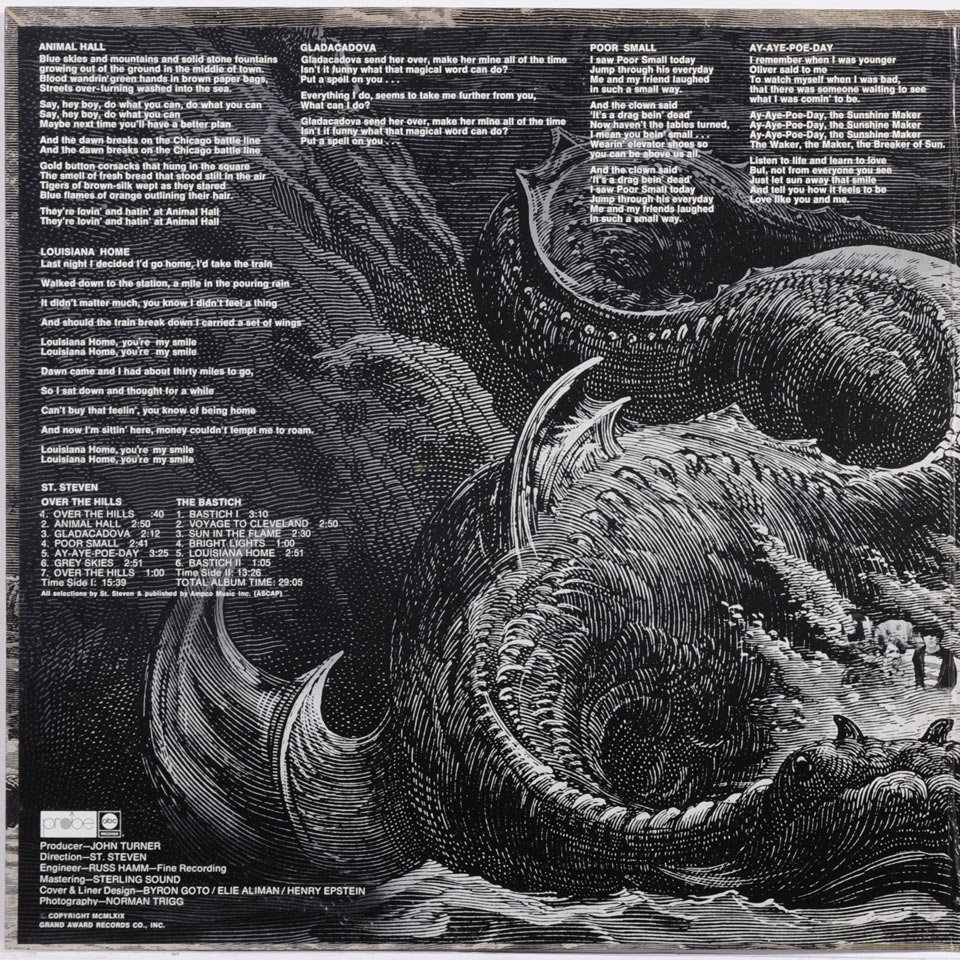 ANIMAL HALL
Blue skies and mountains and solid stone fountains
growing out of the ground in the middle of town.
Blood wandrin' green hands in brown paper bags,
Streets over-turning washed into the sea.
Say, hey boy, do what you can, do what you can
Say, hey boy, do what you can
Maybe next time you'll have a better plan
And the dawn breaks on the Chicago battle line
And the dawn breaks on the Chicago battle line
Gold button corsacks that hung in the square
The smell of fresh bread that stood still in the air
Tigers of brown-silk wept as they stared
Blue flames of orange outlining their hair.
They're lovin' and hatin' at Animal Hall
They're lovin' and hatin' at Animal Hall
LOUISIANA HOME
Last night I decided I'd go home, I'd take the train
Walked down to the station, a mile in the pouring rain
It didn't matter much, you know I didn't feel a thing
And should the train break down I carried a set of wings
Louisiana Home, you're my smile
Louisiana Home, you're my smile
Dawn came and I had about thirty miles to go,
So I sat down and thought for a while
Can't buy that feelin', you know of being home
And now I'm sittin' here, money couldn't tempt me to roam.
Louisiana Home, you're my smile
Louisiana Home, you're my smile
GLADACADOVA
Gladacadova send her over, make her mine all of the time
Isn't it funny what that magical word can do?
Put a spell on you . . .
Everything I do, seems to take me further from you,
What can I do?
Gladacadova send her over, make her mine all of the time
Isn't it funny what that magical word can do?
Put a spell on you . . .
POOR SMALL
I saw Poor Small today
Jump through his everyday
Me and my friend laughed
in such a small way.
And the clown said
'It's a drag bein' dead'
Now haven't the tables turned,
I mean you bein' small . . .
Wearin' elevator shoes so
you can be above us all.
And the clown said
'It's a drag bein' dead'
I saw Poor Small today
Jump through his everyday
Me and my friends laughed
in such a small way.
AY-AYE-POE-DAY
I remember when I was younger
Oliver said to me
To watch myself when I was bad,
that there was someone waiting to see
what I was comin' to be.
Ay-Aye-Poe-Day, the Sunshine Maker
Ay-Aye-Poe-Day, the Sunshine Maker
Ay-Aye-Poe-Day, the Sunshine Maker
The Waker, the Maker, the Breaker of Sun.
Listen to life and learn to love
But, not from everyone you see
Just let sun away that smile
And tell you how it feels to be
Love like you and me.
ST. STEVEN
OVER THE HILLS
1. OVER THE HILLS :40
2. ANIMAL HALL 2:50
3. GLADACADOVA 2:12
4. POOR SMALL 2:41
5. AY-AYE-POE-DAY 3:25
6. GREY SKIES 2:51
7. OVER THE HILLS 1:00
Time Side I: 15:39
THE BASTICH
1. BASTICH I 3:10
2. VOYAGE TO CLEVELAND 2:50
3. SUN IN THE FLAME 2:30
4. BRIGHT LIGHTS 1:00
5. LOUISIANA HOME 2:51
6. BASTICH II 1:05
Time Side II: 13:26
TOTAL ALBUM TIME: 29:05
All selections by St. Steven & published by Ampco Music Inc. (ASCAP)
probe
abc
RECORDS
Producer—JOHN TURNER
Direction—ST. STEVEN
Engineer—RUSS HAMM—Fine Recording
Mastering—STERLING SOUND
Cover & Liner Design—BYRON GOTO / ELIE ALIMAN / HENRY EPSTEIN
Photography—NORMAN TRIGG
© COPYRIGHT MCMLXIX
GRAND AWARD RECORDS CO., INC.